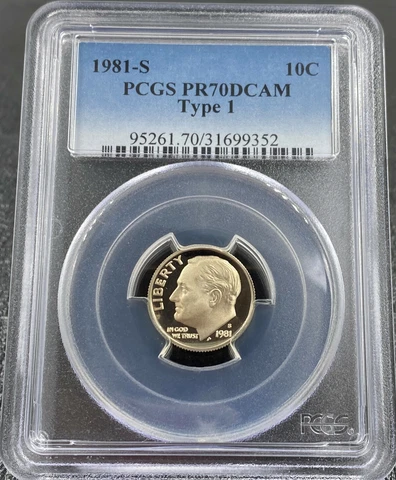 1981-S 10C
PCGS PR70DCAM
Type 1
95261.70/31699352
LIBERTY
IN GOD
WE TRUST
S
1981
PCGS